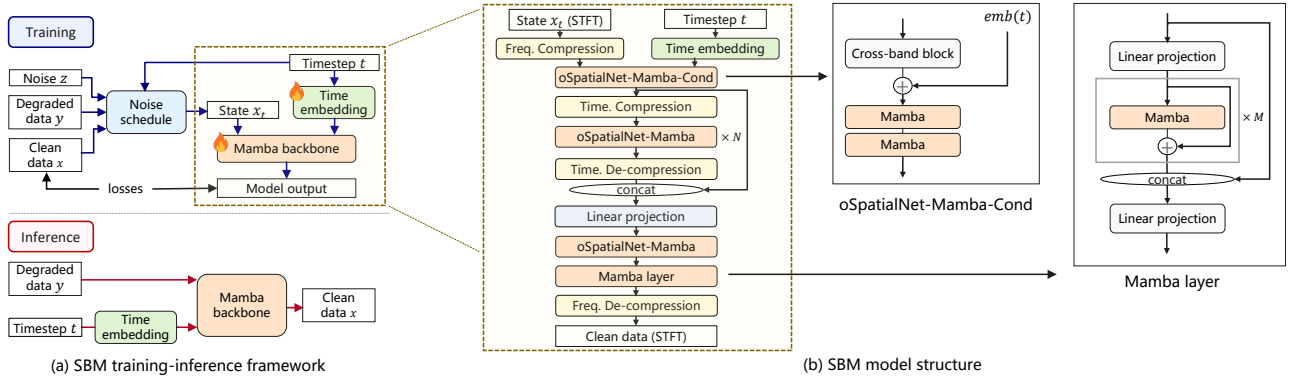 Training
Noise z
Degraded
data y
Clean
data x
Noise
schedule
Timestep t
Time
embedding
State x_t
Mamba backbone
Model output
losses
Inference
Degraded
data y
Timestep t
Time
embedding
Mamba
backbone
Clean
data x
(a) SBM training-inference framework
State x_t (STFT)
Timestep t
Freq. Compression
Time embedding
oSpatialNet-Mamba-Cond
Time. Compression
oSpatialNet-Mamba
× N
Time. De-compression
concat
Linear projection
oSpatialNet-Mamba
Mamba layer
Freq. De-compression
Clean data (STFT)
emb(t)
Cross-band block
Mamba
Mamba
oSpatialNet-Mamba-Cond
Linear projection
Mamba
× M
concat
Linear projection
Mamba layer
(b) SBM model structure